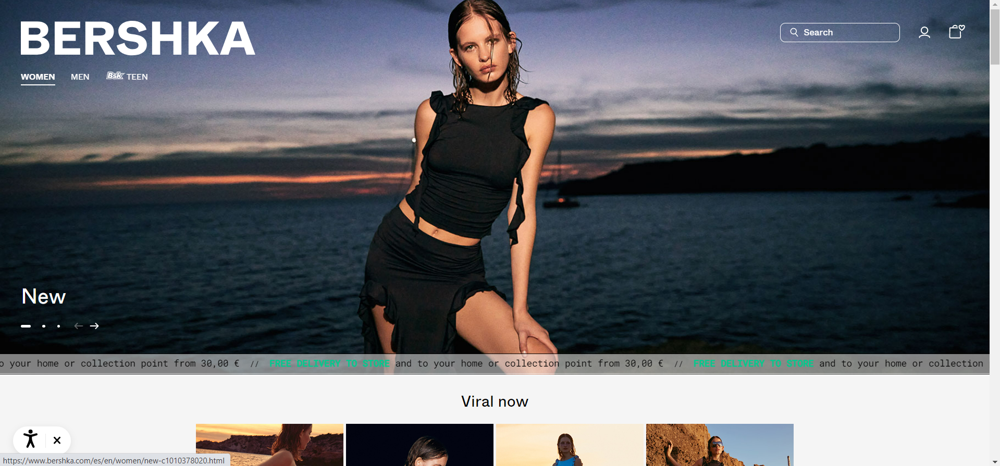 BERSHKA
Search
WOMEN MEN Bsk TEEN
New
o your home or collection point from 30,00 € // FREE DELIVERY TO STORE and to your home or collection point from 30,00 € // FREE DELIVERY TO STORE and to your home or collection
Viral now
https://www.bershka.com/es/en/women/new-c1010378020.html